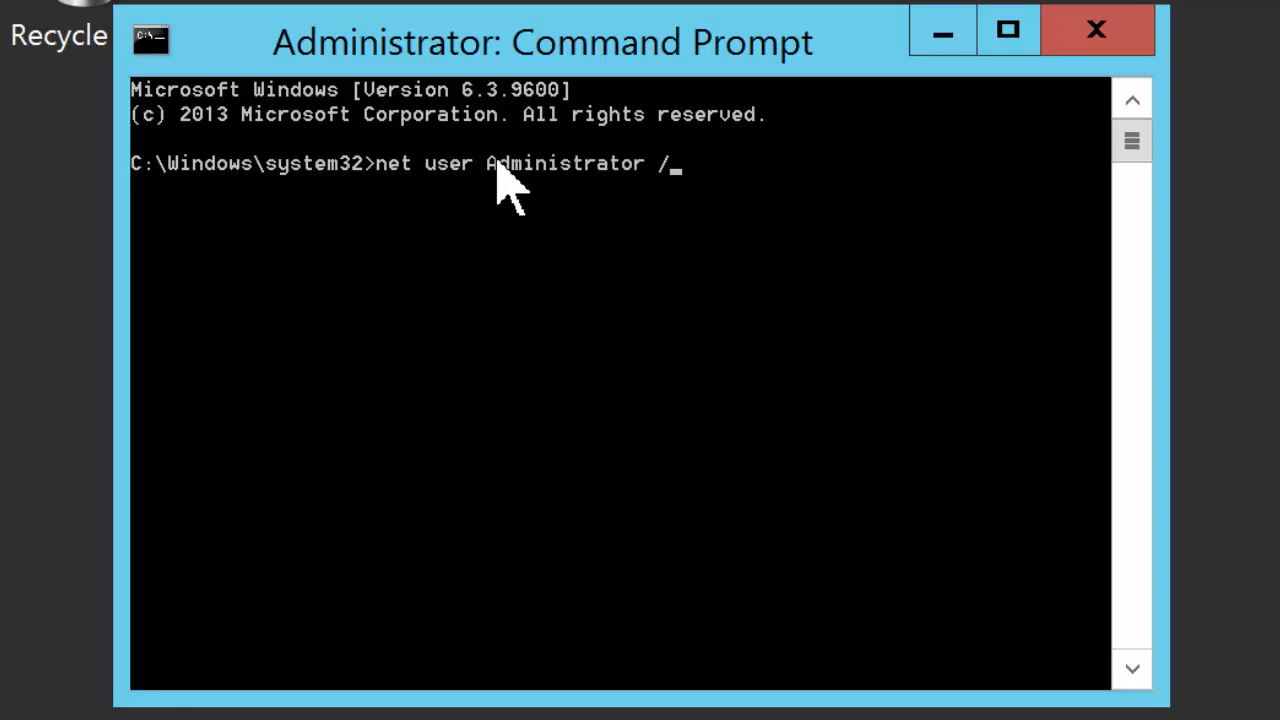 Recycle
Administrator: Command Prompt
Microsoft Windows [Version 6.3.9600]
(c) 2013 Microsoft Corporation. All rights reserved.
C:\Windows\system32>net user Administrator /_